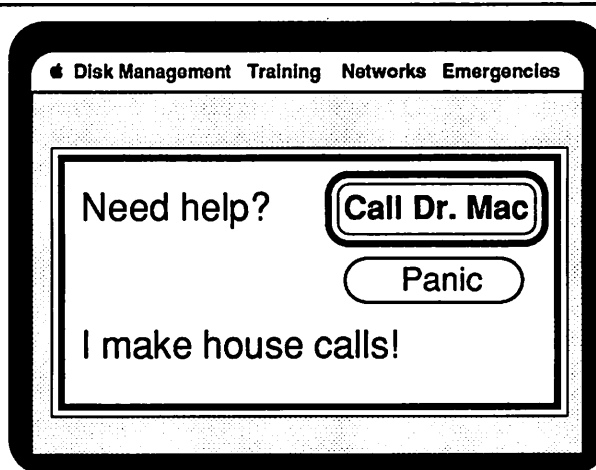 Disk Management Training Networks Emergencies
Need help?
Call Dr. Mac
Panic
I make house calls!